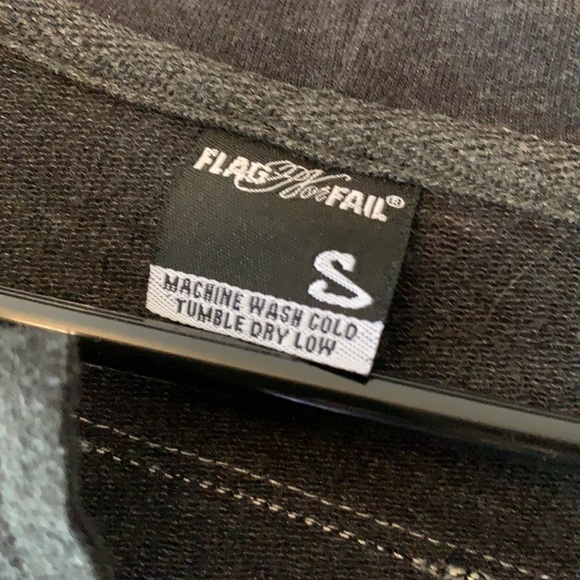 FLAG Nor FAIL®
S
MACHINE WASH COLD
TUMBLE DRY LOW